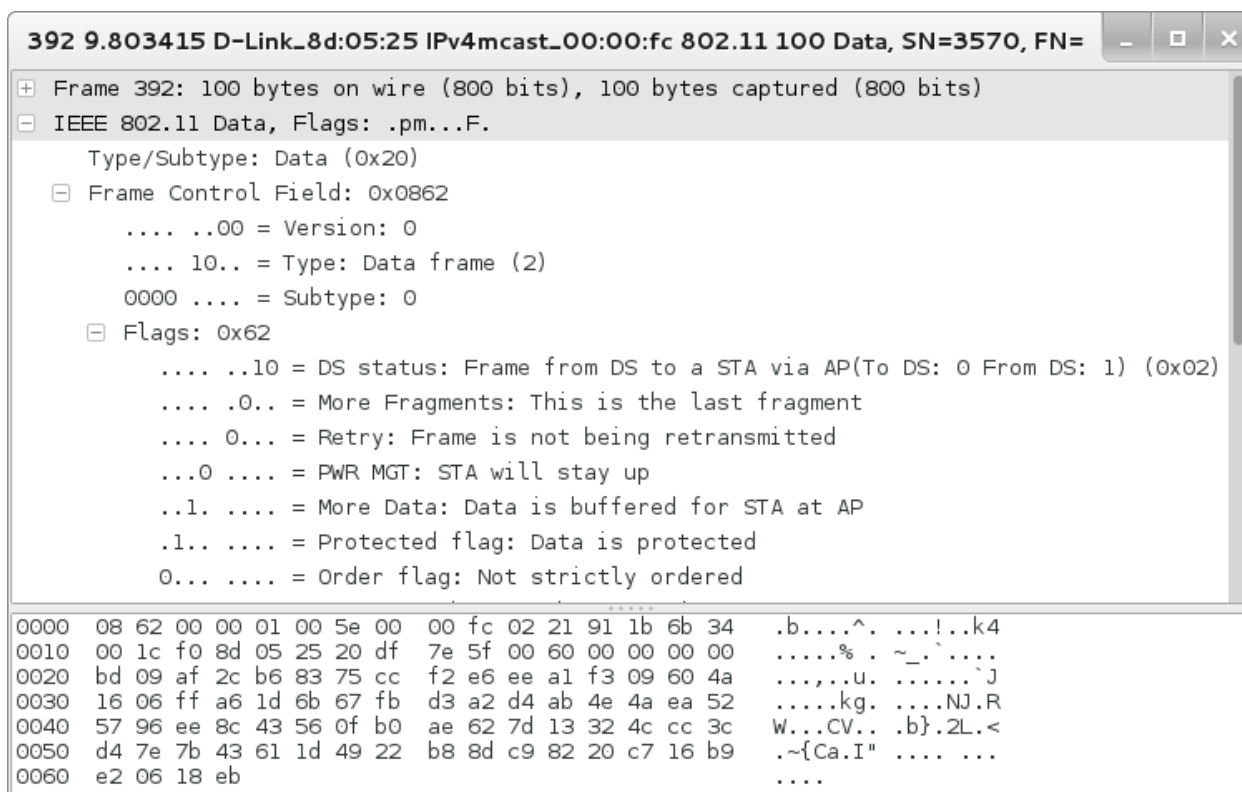 392 9.803415 D-Link_8d:05:25 IPv4mcast_00:00:fc 802.11 100 Data, SN=3570, FN=
Frame 392: 100 bytes on wire (800 bits), 100 bytes captured (800 bits)
IEEE 802.11 Data, Flags: .pm...F.
Type/Subtype: Data (0x20)
Frame Control Field: 0x0862
.... ..00 = Version: 0
.... 10.. = Type: Data frame (2)
0000 .... = Subtype: 0
Flags: 0x62
.... ..10 = DS status: Frame from DS to a STA via AP(To DS: 0 From DS: 1) (0x02)
.... .0.. = More Fragments: This is the last fragment
.... 0... = Retry: Frame is not being retransmitted
...0 .... = PWR MGT: STA will stay up
..1. .... = More Data: Data is buffered for STA at AP
.1.. .... = Protected flag: Data is protected
0... .... = Order flag: Not strictly ordered
0000 08 62 00 00 01 00 5e 00 00 fc 02 21 91 1b 6b 34 .b....^. ...!..k4
0010 00 1c f0 8d 05 25 20 df 7e 5f 00 60 00 00 00 00 .....% . ~_.`....
0020 bd 09 af 2c b6 83 75 cc f2 e6 ee a1 f3 09 60 4a ...,..u. ......`J
0030 16 06 ff a6 1d 6b 67 fb d3 a2 d4 ab 4e 4a ea 52 .....kg. ....NJ.R
0040 57 96 ee 8c 43 56 0f b0 ae 62 7d 13 32 4c cc 3c W...CV.. .b}.2L.<
0050 d4 7e 7b 43 61 1d 49 22 b8 8d c9 82 20 c7 16 b9 .~{Ca.I" .... ...
0060 e2 06 18 eb ....